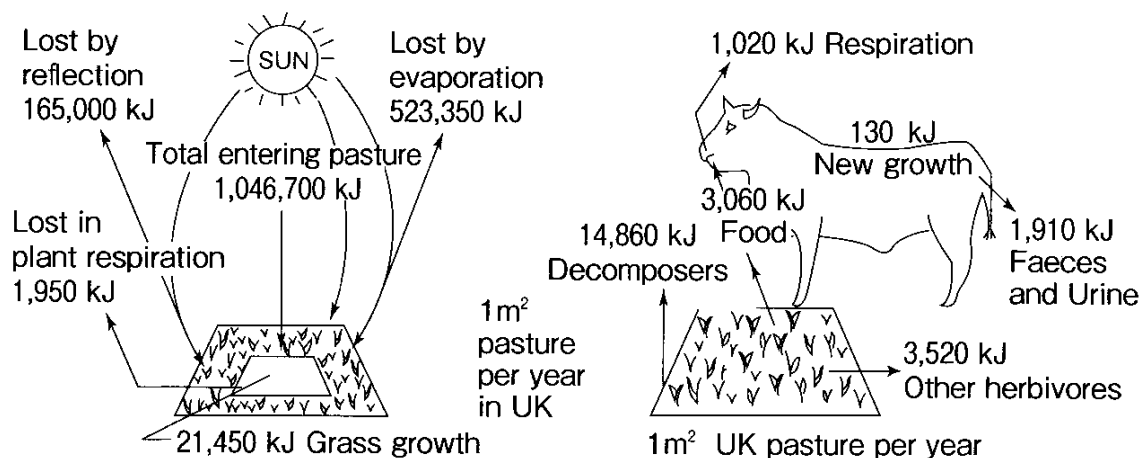 Lost by
reflection
165,000 kJ
SUN
Lost by
evaporation
523,350 kJ
Total entering pasture
1,046,700 kJ
Lost in
plant respiration
1,950 kJ
21,450 kJ Grass growth
1m²
pasture
per year
in UK
1,020 kJ Respiration
130 kJ
New growth
3,060 kJ
Food
14,860 kJ
Decomposers
1,910 kJ
Faeces
and Urine
3,520 kJ
Other herbivores
1m² UK pasture per year